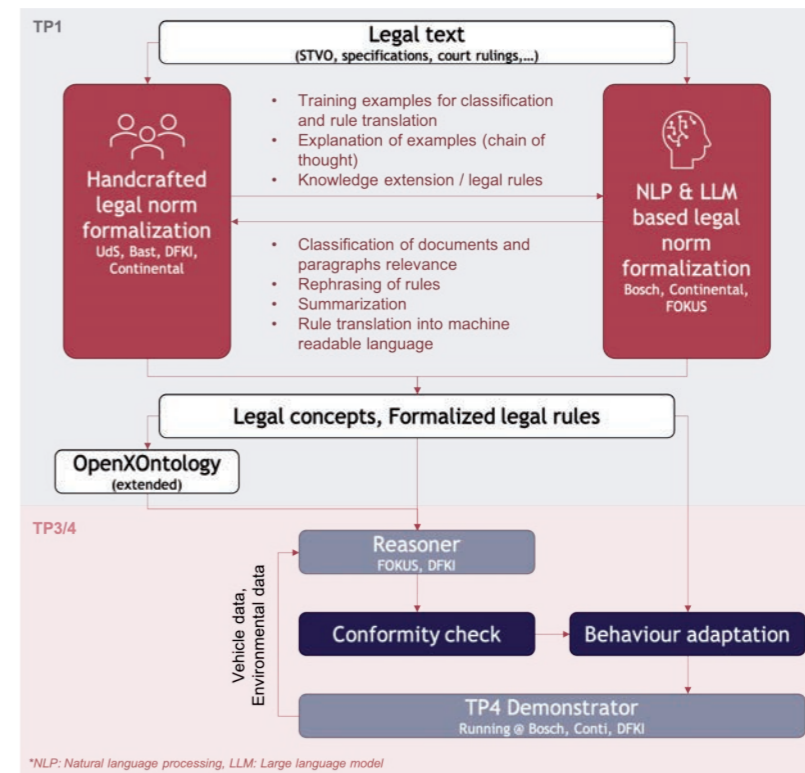 TP1
Legal text
(STVO, specifications, court rulings,...)
Handcrafted
legal norm
formalization
UdS, Bast, DFKI,
Continental
• Training examples for classification
and rule translation
• Explanation of examples (chain of
thought)
• Knowledge extension / legal rules
• Classification of documents and
paragraphs relevance
• Rephrasing of rules
• Summarization
• Rule translation into machine
readable language
NLP & LLM
based legal
norm
formalization
Bosch, Continental,
FOKUS
Legal concepts, Formalized legal rules
OpenXOntology
(extended)
TP3/4
Reasoner
FOKUS, DFKI
Vehicle data,
Environmental data
Conformity check
Behaviour adaptation
TP4 Demonstrator
Running @ Bosch, Conti, DFKI
*NLP: Natural language processing, LLM: Large language model